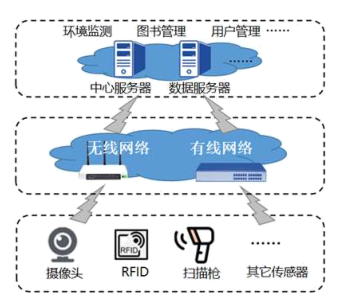 环境监测 图书管理 用户管理 ……
……
中心服务器 数据服务器
无线网络 有线网络
RFID
……
摄像头 RFID 扫描枪 其它传感器